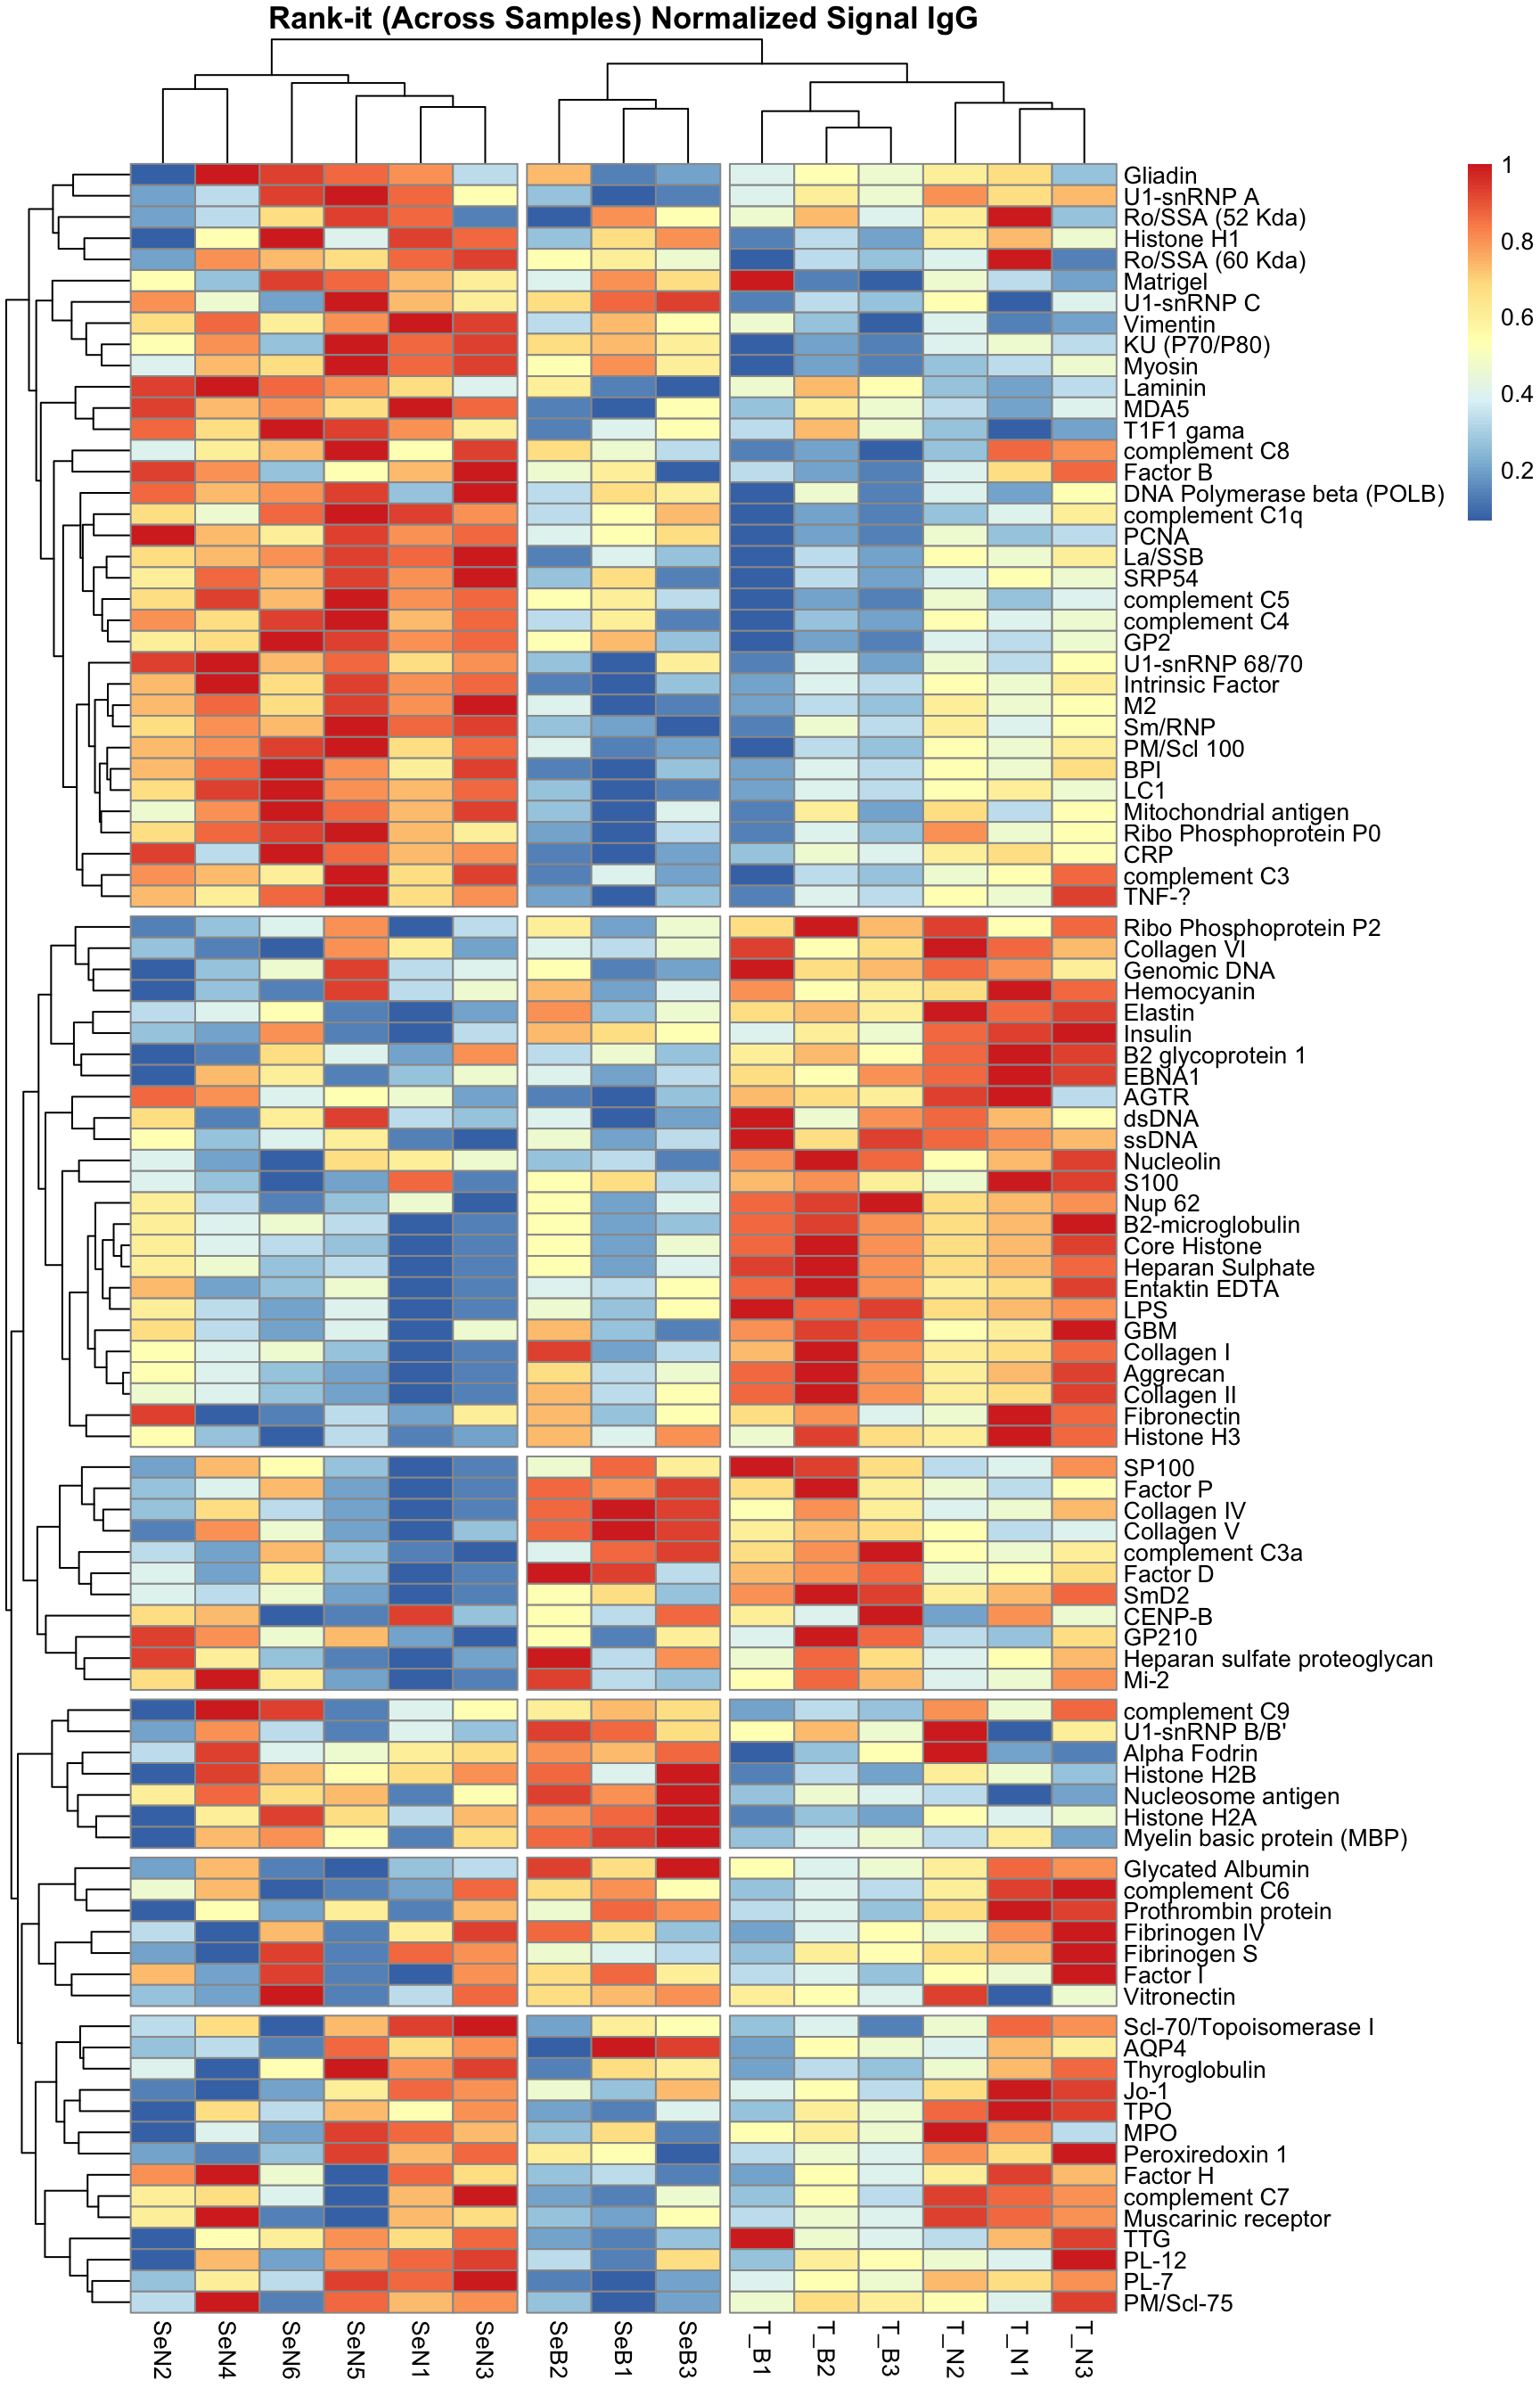 Rank-it (Across Samples) Normalized Signal IgG
1
0.8
0.6
0.4
0.2
Gliadin
U1-snRNP A
Ro/SSA (52 Kda)
Histone H1
Ro/SSA (60 Kda)
Matrigel
U1-snRNP C
Vimentin
KU (P70/P80)
Myosin
Laminin
MDA5
T1F1 gama
complement C8
Factor B
DNA Polymerase beta (POLB)
complement C1q
PCNA
La/SSB
SRP54
complement C5
complement C4
GP2
U1-snRNP 68/70
Intrinsic Factor
M2
Sm/RNP
PM/Scl 100
BPI
LC1
Mitochondrial antigen
Ribo Phosphoprotein P0
CRP
complement C3
TNF-?
Ribo Phosphoprotein P2
Collagen VI
Genomic DNA
Hemocyanin
Elastin
Insulin
B2 glycoprotein 1
EBNA1
AGTR
dsDNA
ssDNA
Nucleolin
S100
Nup 62
B2-microglobulin
Core Histone
Heparan Sulphate
Entaktin EDTA
LPS
GBM
Collagen I
Aggrecan
Collagen II
Fibronectin
Histone H3
SP100
Factor P
Collagen IV
Collagen V
complement C3a
Factor D
SmD2
CENP-B
GP210
Heparan sulfate proteoglycan
Mi-2
complement C9
U1-snRNP B/B'
Alpha Fodrin
Histone H2B
Nucleosome antigen
Histone H2A
Myelin basic protein (MBP)
Glycated Albumin
complement C6
Prothrombin protein
Fibrinogen IV
Fibrinogen S
Factor I
Vitronectin
Scl-70/Topoisomerase I
AQP4
Thyroglobulin
Jo-1
TPO
MPO
Peroxiredoxin 1
Factor H
complement C7
Muscarinic receptor
TTG
PL-12
PL-7
PM/Scl-75
SeN2
SeN4
SeN6
SeN5
SeN1
SeN3
SeB2
SeB1
SeB3
T_B1
T_B2
T_B3
T_N2
T_N1
T_N3